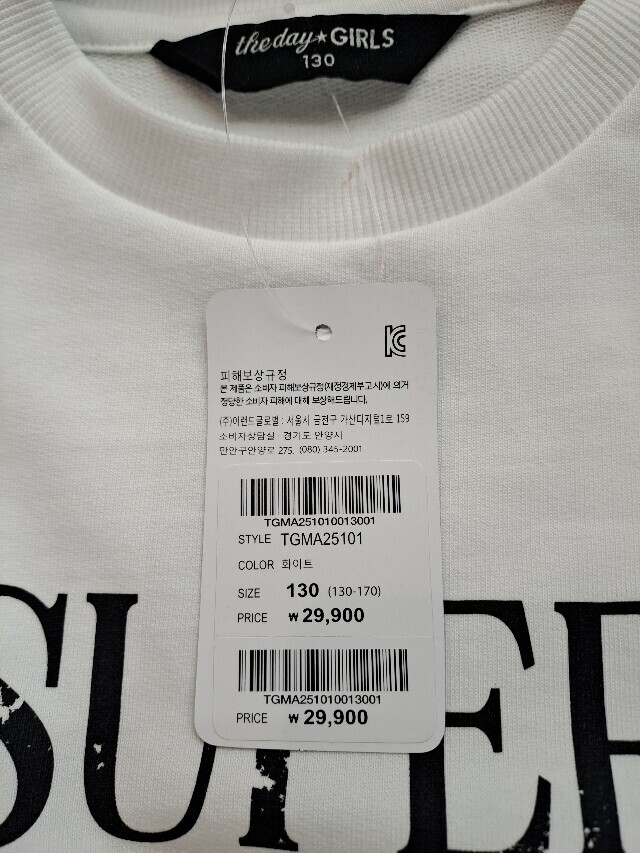 the day★GIRLS
130
KC
피해보상규정
본 제품은 소비자 피해보상규정(재정경제부고시)에 의거
정당한 소비자 피해에 대해 보상해드립니다.
(주)이랜드글로벌 : 서울시 금천구 가산디지털1로 159
소비자상담실 : 경기도 안양시
만안구안양로 275. (080) 345-2001
TGMA251010013001
STYLE TGMA25101
COLOR 화이트
SIZE 130 (130-170)
PRICE ₩ 29,900
TGMA251010013001
PRICE ₩ 29,900
SUPER